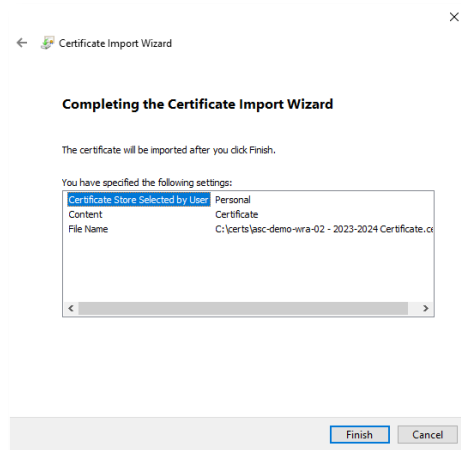 Certificate Import Wizard
Completing the Certificate Import Wizard
The certificate will be imported after you click Finish.
You have specified the following settings:
Certificate Store Selected by User Personal
Content Certificate
File Name C:\certs\asc-demo-wra-02 - 2023-2024 Certificate.ce
Finish Cancel